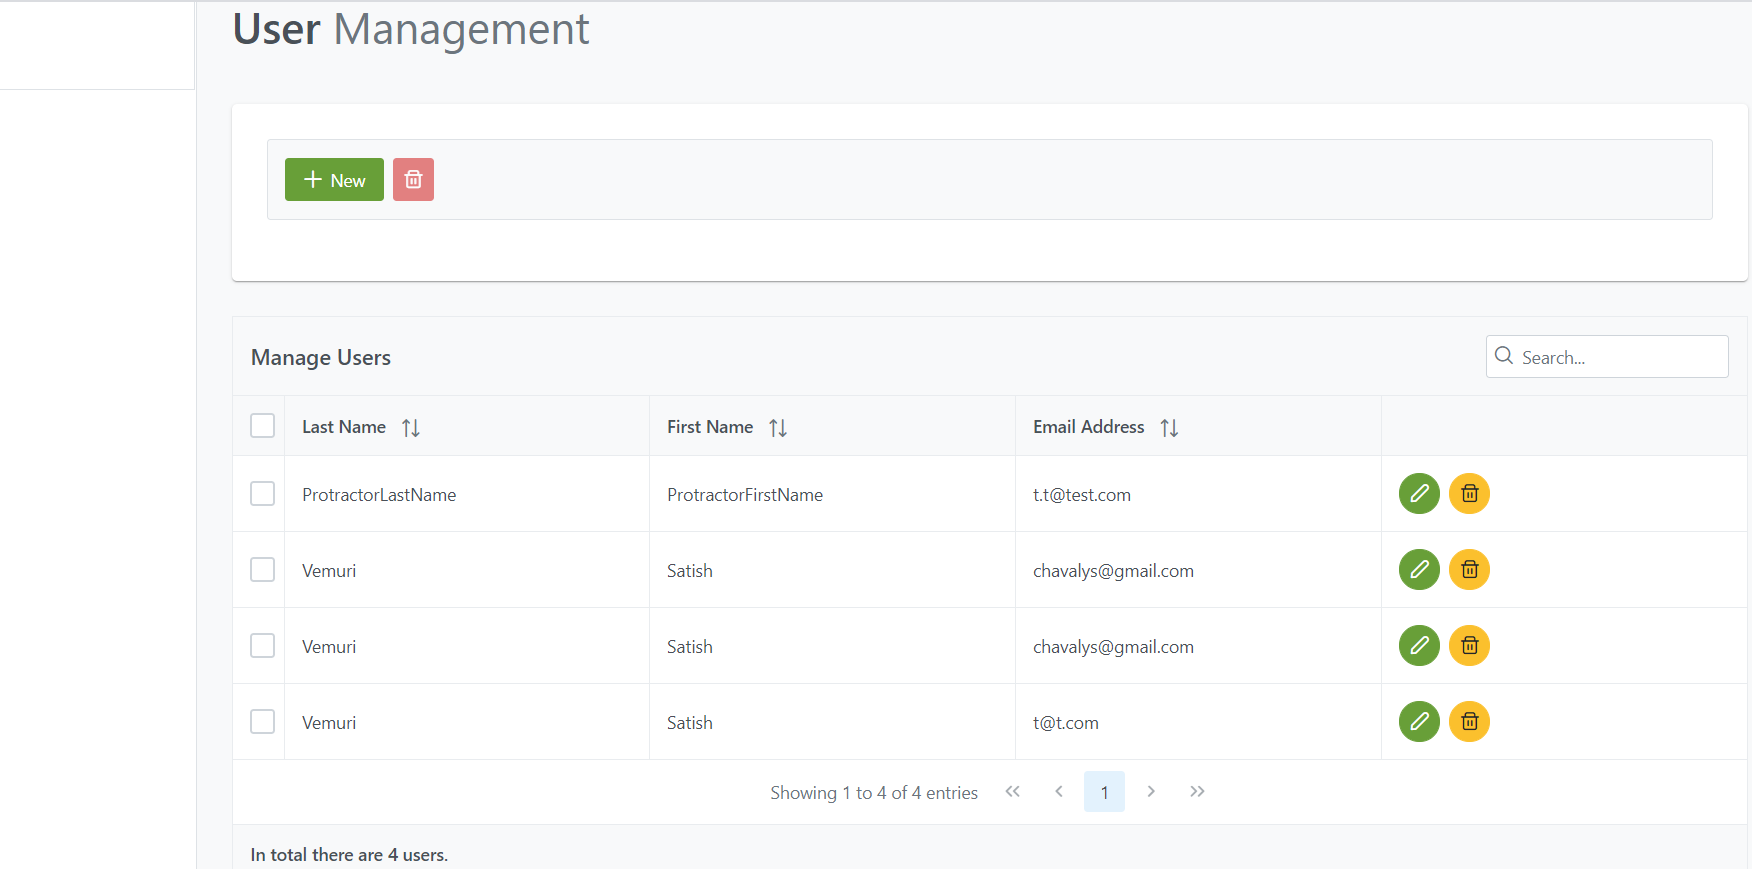 User Management
New
Manage Users
Search...
Last Name First Name Email Address
ProtractorLastName ProtractorFirstName t.t@test.com
Vemuri Satish chavalys@gmail.com
Vemuri Satish chavalys@gmail.com
Vemuri Satish t@t.com
Showing 1 to 4 of 4 entries 1
In total there are 4 users.